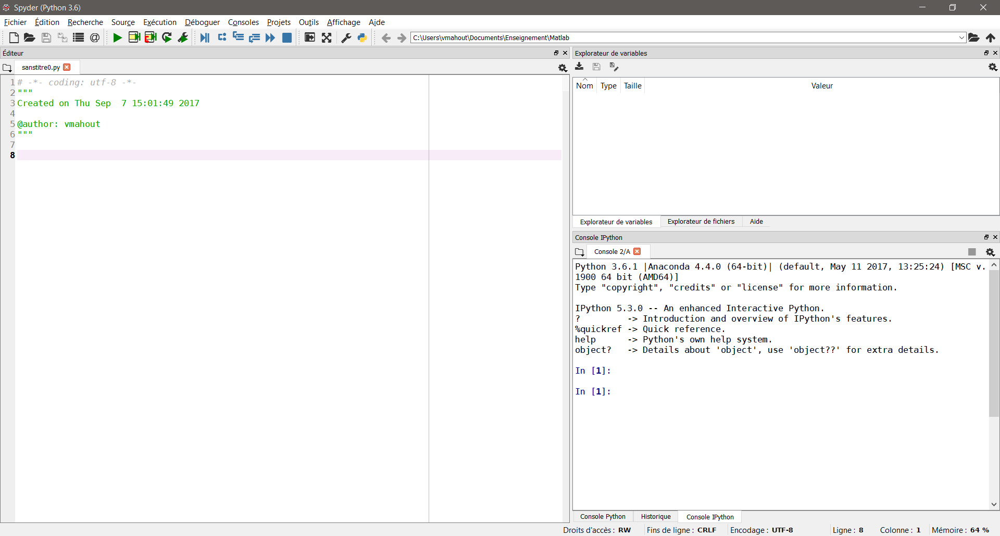 Spyder (Python 3.6)
Fichier Édition Recherche Source Exécution Déboguer Consoles Projets Outils Affichage Aide
C:\Users\vmahout\Documents\Enseignement\Matlab
Éditeur
sanstitre0.py
1 # -*- coding: utf-8 -*-
2 """
3 Created on Thu Sep  7 15:01:49 2017
4
5 @author: vmahout
6 """
7
8
Explorateur de variables
Nom Type Taille Valeur
Explorateur de variables Explorateur de fichiers Aide
Console IPython
Console 2/A
Python 3.6.1 |Anaconda 4.4.0 (64-bit)| (default, May 11 2017, 13:25:24) [MSC v.
1900 64 bit (AMD64)]
Type "copyright", "credits" or "license" for more information.
IPython 5.3.0 -- An enhanced Interactive Python.
?         -> Introduction and overview of IPython's features.
%quickref -> Quick reference.
help      -> Python's own help system.
object?   -> Details about 'object', use 'object??' for extra details.
In [1]:
In [1]:
Console Python Historique Console IPython
Droits d'accès : RW Fins de ligne : CRLF Encodage : UTF-8 Ligne : 8 Colonne : 1 Mémoire : 64 %